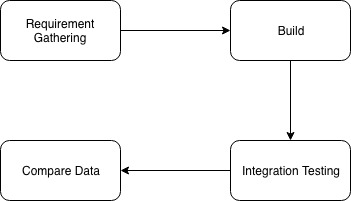 Requirement
Gathering
Build
Integration Testing
Compare Data